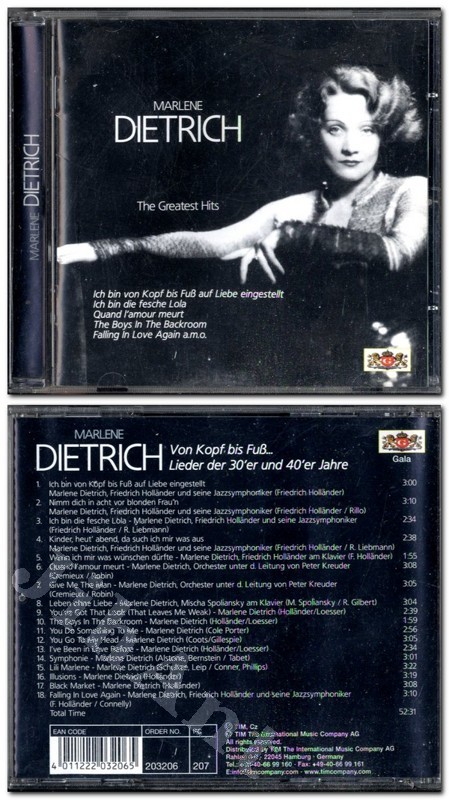 MARLENE DIETRICH
MARLENE
DIETRICH
The Greatest Hits
Ich bin von Kopf bis Fuß auf Liebe eingestellt
Ich bin die fesche Lola
Quand l'amour meurt
The Boys In The Backroom
Falling In Love Again a.m.o.
MARLENE
DIETRICH Von Kopf bis Fuß...
Lieder der 30'er und 40'er Jahre
Gala
1. Ich bin von Kopf bis Fuß auf Liebe eingestellt 3:00
Marlene Dietrich, Friedrich Holländer und seine Jazzsymphoniker (Friedrich Holländer)
2. Nimm dich in acht vor blonden Frau'n 3:10
Marlene Dietrich, Friedrich Holländer und seine Jazzsymphoniker (Friedrich Holländer / Rillo)
3. Ich bin die fesche Lola - Marlene Dietrich, Friedrich Holländer und seine Jazzsymphoniker 2:34
(Friedrich Holländer / R. Liebmann)
4. Kinder, heut' abend, da such ich mir was aus 2:38
Marlene Dietrich, Friedrich Holländer und seine Jazzsymphoniker (Friedrich Holländer / R. Liebmann)
5. Wenn ich mir was wünschen dürfte - Marlene Dietrich, Friedrich Holländer am Klavier (F. Holländer) 1:55
6. Quand l'amour meurt - Marlene Dietrich, Orchester unter d. Leitung von Peter Kreuder 3:08
(Cremieux / Robin)
7. Give Me The Man - Marlene Dietrich, Orchester unter d. Leitung von Peter Kreuder 3:05
(Cremieux / Robin)
8. Leben ohne Liebe - Marlene Dietrich, Mischa Spoliansky am Klavier (M. Spoliansky / R. Gilbert) 3:04
9. You've Got That Look (That Leaves Me Weak) - Marlene Dietrich (Holländer/Loesser) 2:39
10. The Boys In The Backroom - Marlene Dietrich (Holländer/Loesser) 1:59
11. You Do Something To Me - Marlene Dietrich (Cole Porter) 2:56
12. You Go To My Head - Marlene Dietrich (Coots/Gillespie) 3:05
13. I've Been In Love Before - Marlene Dietrich (Holländer/Loesser) 3:01
14. Symphonie - Marlene Dietrich (Alstone, Bernstein / Tabet) 3:01
15. Lili Marlene - Marlene Dietrich (Schultze, Leip / Conner, Phillips) 3:22
16. Illusions - Marlene Dietrich (Holländer) 3:19
17. Black Market - Marlene Dietrich (Holländer) 3:08
18. Falling In Love Again - Marlene Dietrich, Friedrich Holländer und seine Jazzsymphoniker 3:10
(F. Holländer / Connelly)
Total Time 52:31
EAN CODE
4 011222 032065
ORDER NO.
/
203206
P.C.
207
TIM, Cz
© TIM The International Music Company AG
All rights reserved.
Distributed by TIM The International Music Company AG
22045 Hamburg · Germany
Tel.: +49-40-66 99 160 · Fax: +49-40-66 99 161
E:info@timcompany.com · www.timcompany.com